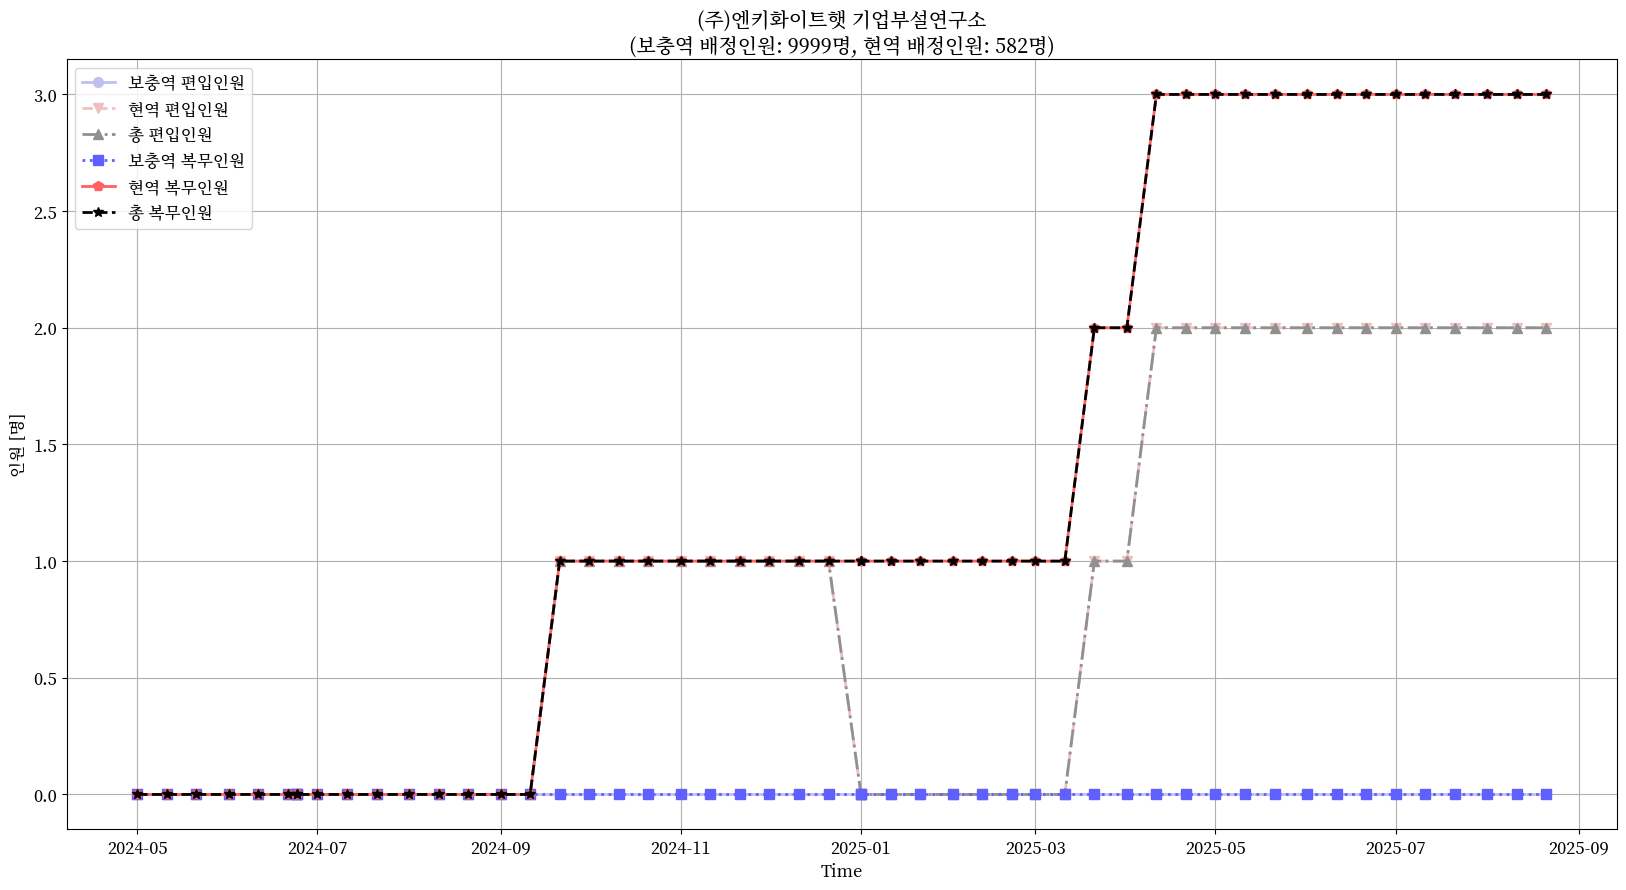 (주)엔키화이트햇 기업부설연구소
(보충역 배정인원: 9999명, 현역 배정인원: 582명)
보충역 편입인원
현역 편입인원
총 편입인원
보충역 복무인원
현역 복무인원
총 복무인원
인원 [명]
3.0
2.5
2.0
1.5
1.0
0.5
0.0
2024-05
2024-07
2024-09
2024-11
2025-01
2025-03
2025-05
2025-07
2025-09
Time